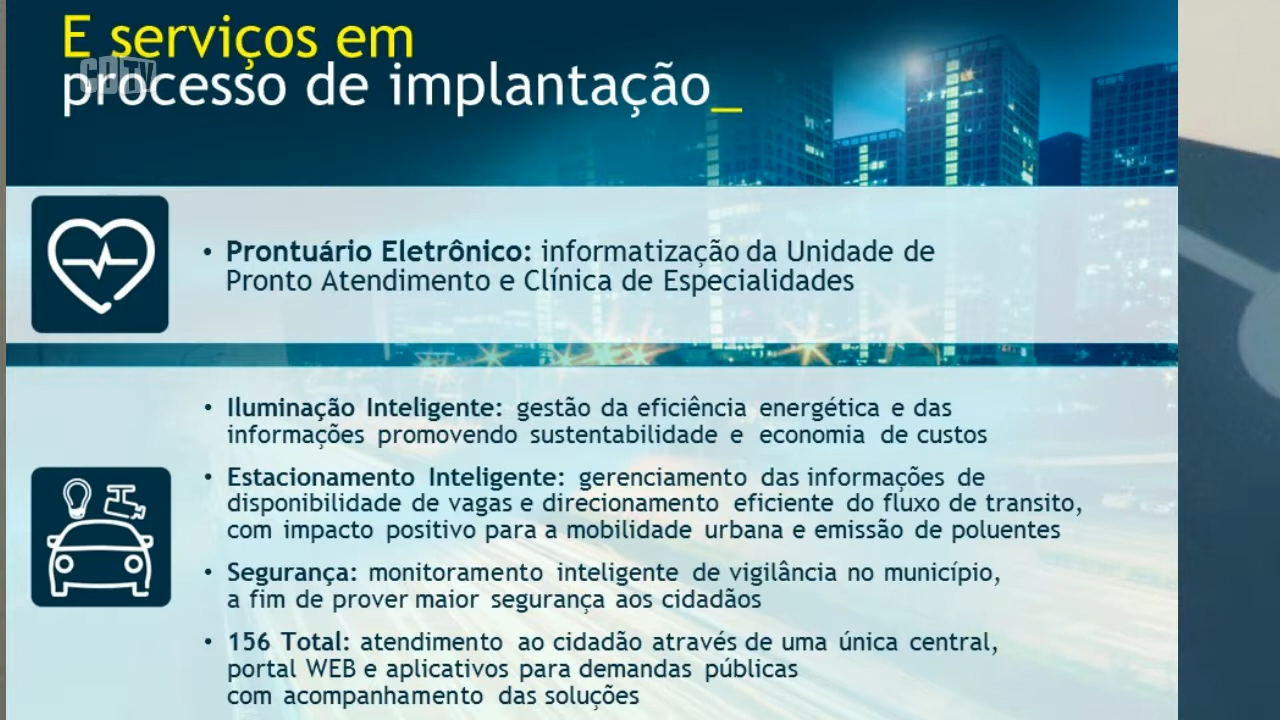 E serviços em
processo de implantação_
CDTV
• Prontuário Eletrônico: informatização da Unidade de
Pronto Atendimento e Clínica de Especialidades
• Iluminação Inteligente: gestão da eficiência energética e das
informações promovendo sustentabilidade e economia de custos
• Estacionamento Inteligente: gerenciamento das informações de
disponibilidade de vagas e direcionamento eficiente do fluxo de transito,
com impacto positivo para a mobilidade urbana e emissão de poluentes
• Segurança: monitoramento inteligente de vigilância no município,
a fim de prover maior segurança aos cidadãos
• 156 Total: atendimento ao cidadão através de uma única central,
portal WEB e aplicativos para demandas públicas
com acompanhamento das soluções